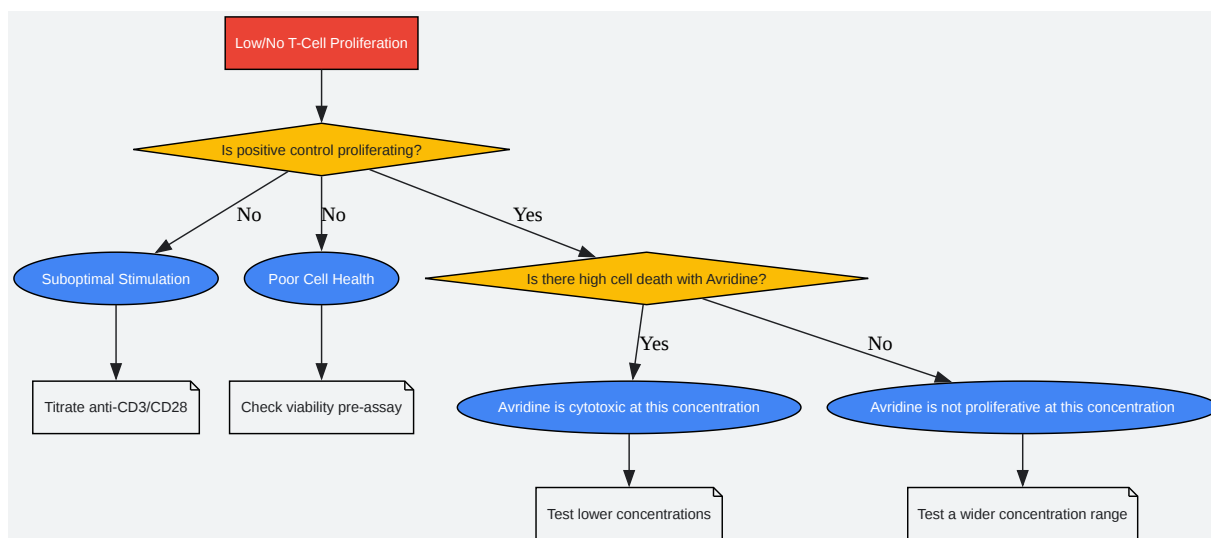 Low/No T-Cell Proliferation
Is positive control proliferating?
No
No
Yes
Suboptimal Stimulation
Poor Cell Health
Is there high cell death with Avridine?
Yes
No
Titrate anti-CD3/CD28
Check viability pre-assay
Avridine is cytotoxic at this concentration
Avridine is not proliferative at this concentration
Test lower concentrations
Test a wider concentration range